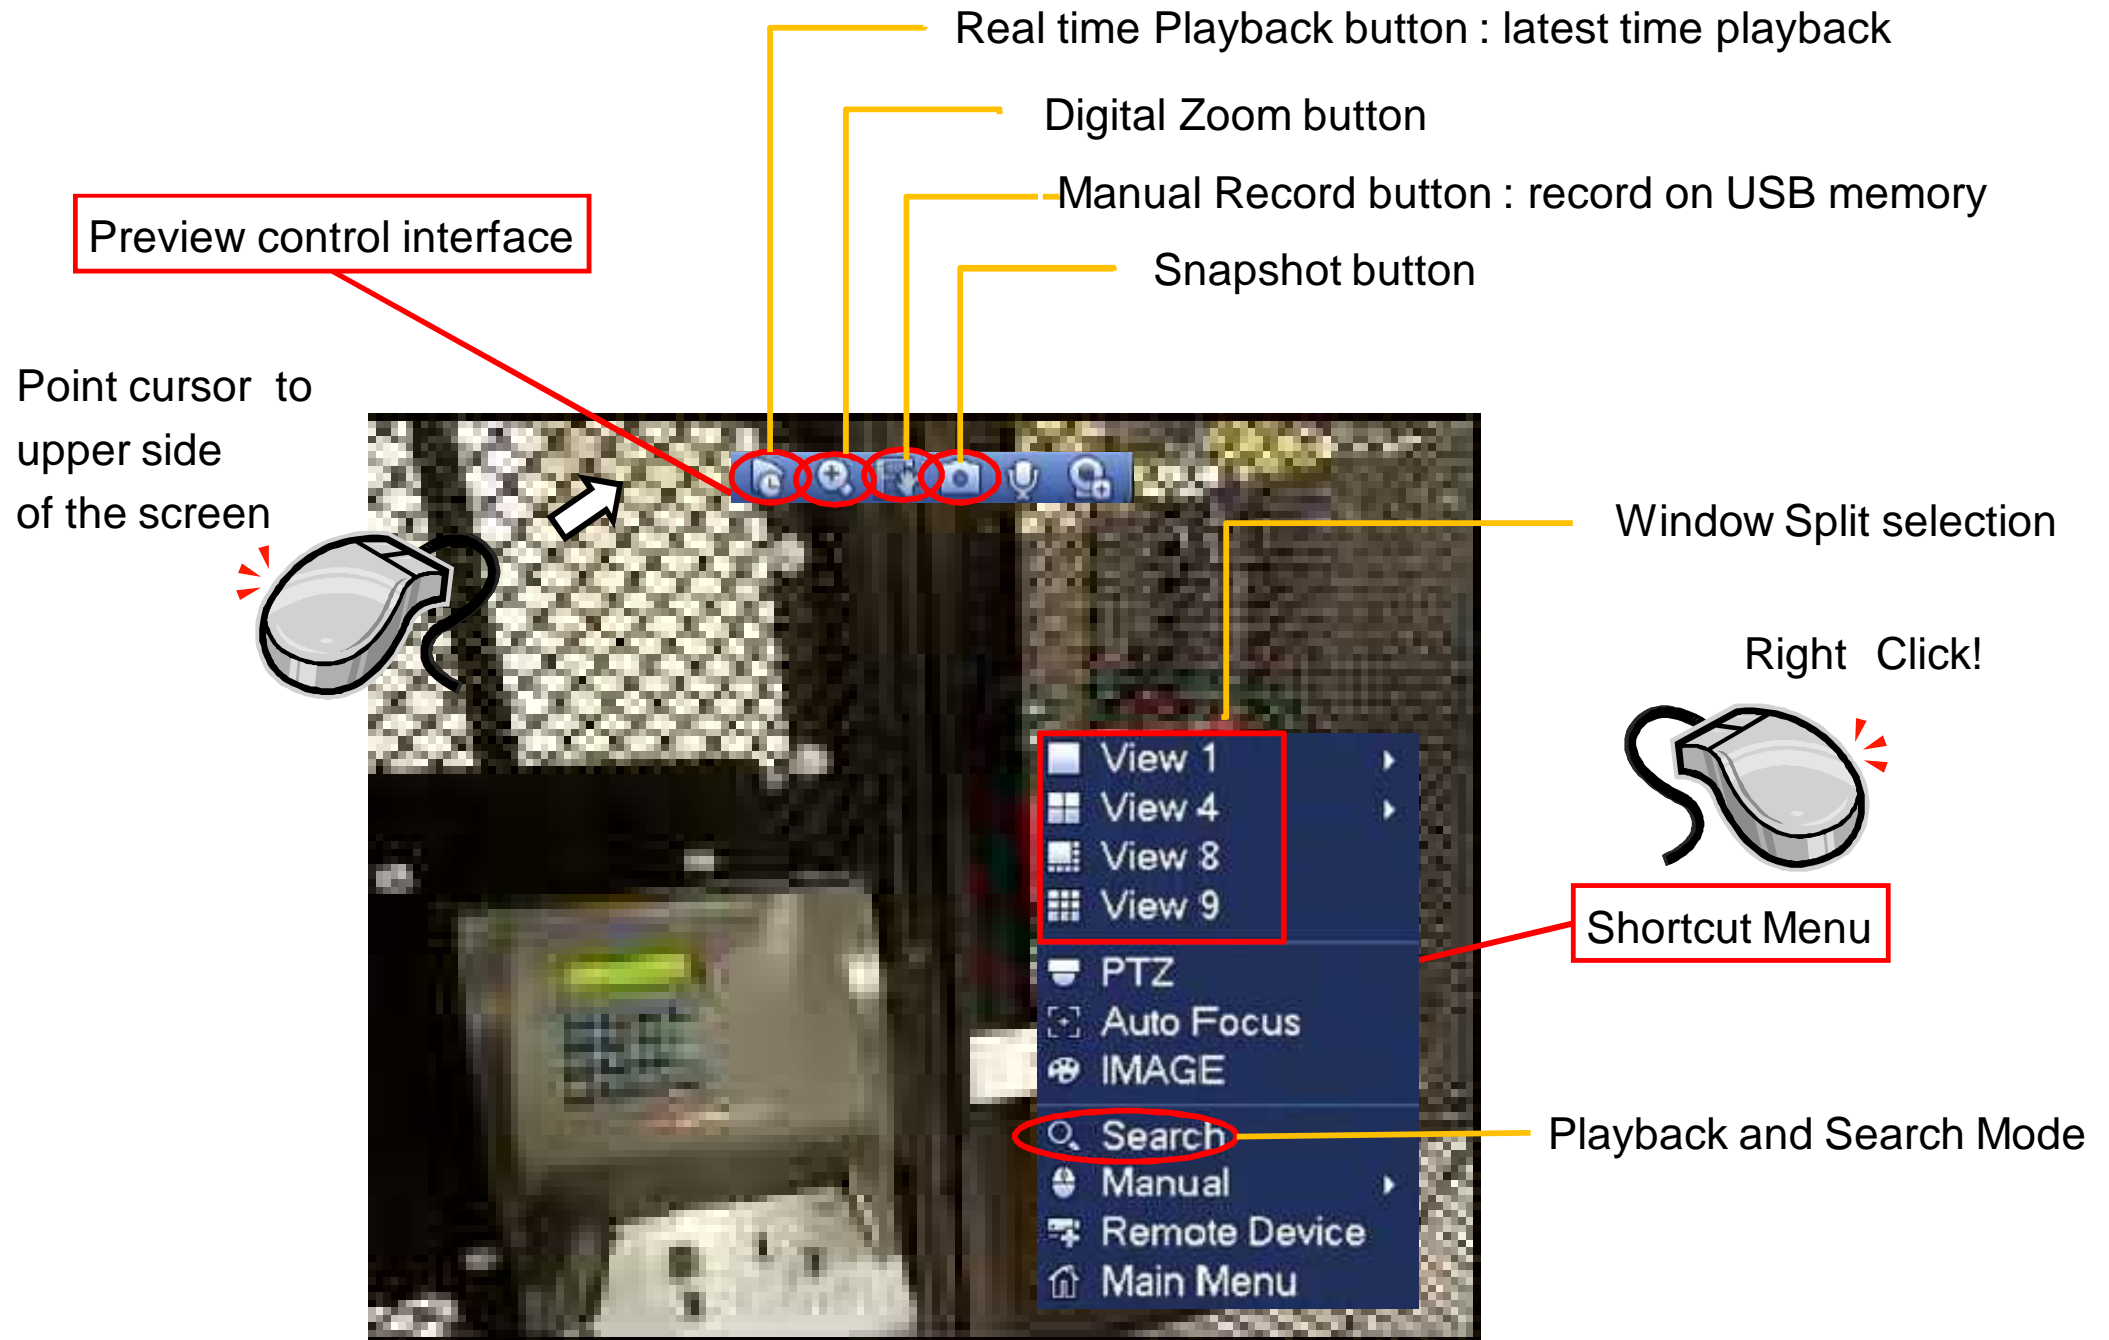 Real time Playback button : latest time playback
Digital Zoom button
Manual Record button : record on USB memory
Preview control interface
Snapshot button
Point cursor to
upper side
of the screen
Window Split selection
Right Click!
View 1
View 4
View 8
View 9
Shortcut Menu
PTZ
Auto Focus
IMAGE
Search
Playback and Search Mode
Manual
Remote Device
Main Menu